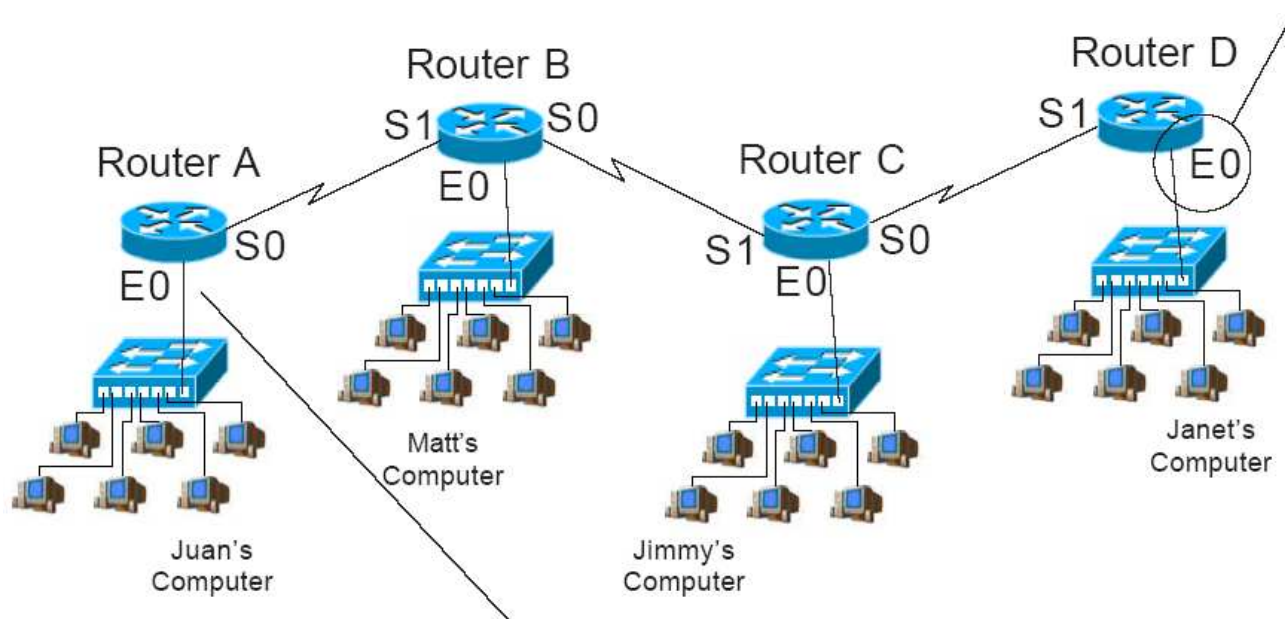 Router B
Router D
S1
S0
S1
Router A
Router C
E0
E0
S0
S1
S0
E0
E0
Matt's
Computer
Janet's
Computer
Juan's
Computer
Jimmy's
Computer